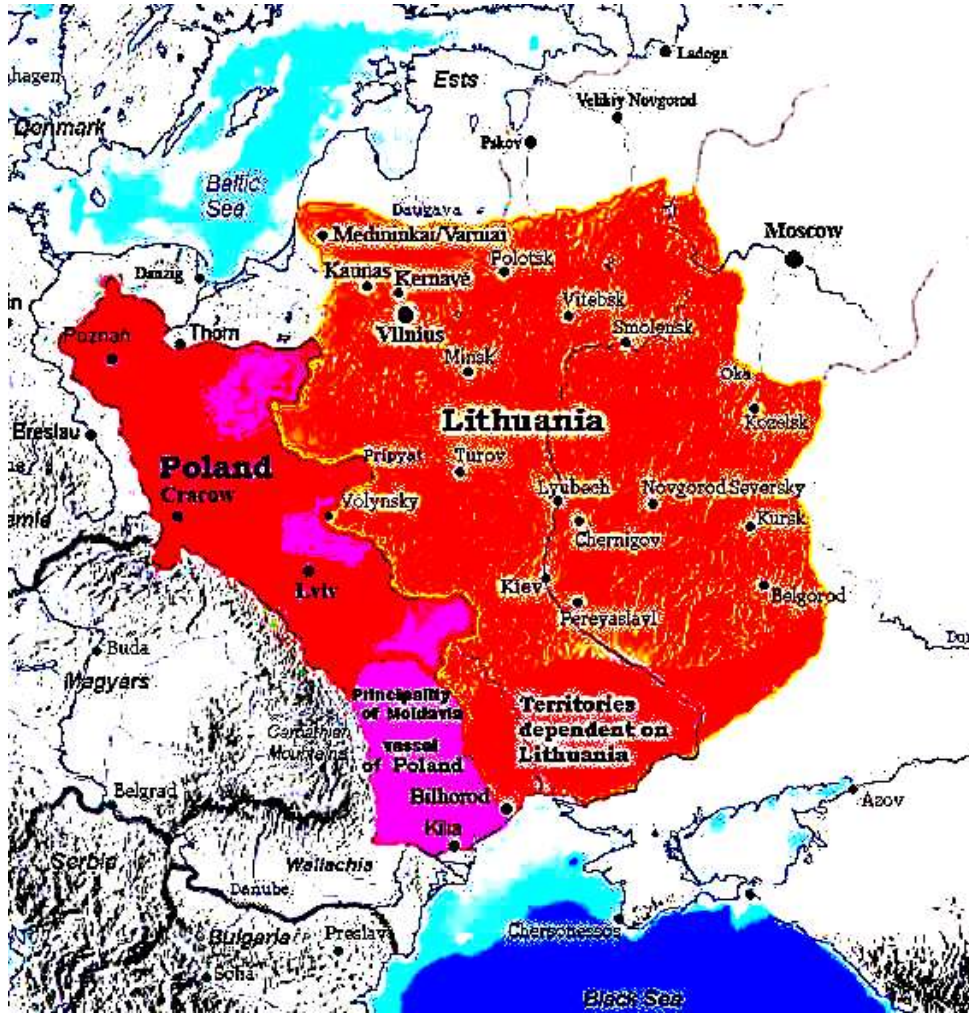 Ladoga
hagen
Ests
Velikiy Novgorod
Denmark
Pskov
Baltic
Sea
Daugava
Medininkai/Varniai
Moscow
Danzig
Kaunas
Kernavė
Polotsk
Vilnius
Vitebsk
Poznań
Thorn
Smolensk
Minsk
Oka
Lithuania
Kozelsk
Breslau
Poland
Pripyat
Turov
Cracow
Volynsky
Lyubech
Novgorod Seversky
Chernigov
Kursk
Lviv
Kiev
Pereyaslavl
Belgorod
Buda
Magyars
Principality
of Moldavia
vassal
of Poland
Territories
dependent on
Lithuania
Carpathian
Mountains
Belgrad
Bilhorod
Azov
Kilia
Serbia
Wallachia
Danube
Bulgaria
Preslav
Chersonessos
Sofia
Black Sea